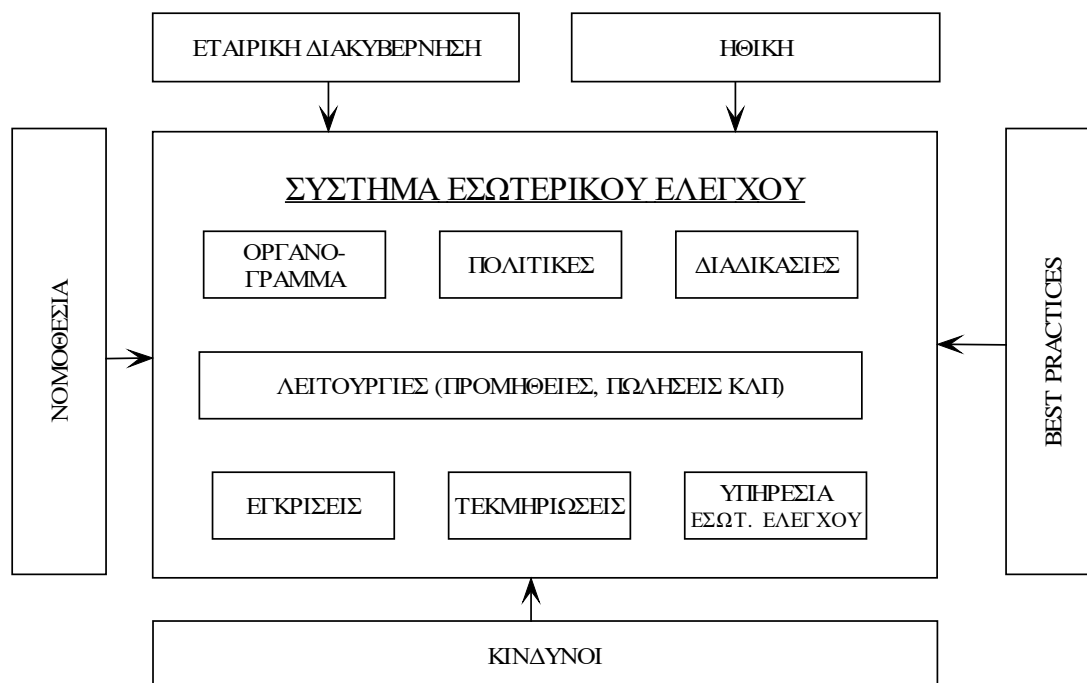 ΕΤΑΙΡΙΚΗ ΔΙΑΚΥΒΕΡΝΗΣΗ
ΗΘΙΚΗ
ΝΟΜΟΘΕΣΙΑ
ΣΥΣΤΗΜΑ ΕΣΩΤΕΡΙΚΟΥ ΕΛΕΓΧΟΥ
ΟΡΓΑΝΟ-
ΓΡΑΜΜΑ
ΠΟΛΙΤΙΚΕΣ
ΔΙΑΔΙΚΑΣΙΕΣ
ΛΕΙΤΟΥΡΓΙΕΣ (ΠΡΟΜΗΘΕΙΕΣ, ΠΩΛΗΣΕΙΣ ΚΛΠ)
ΕΓΚΡΙΣΕΙΣ
ΤΕΚΜΗΡΙΩΣΕΙΣ
ΥΠΗΡΕΣΙΑ
ΕΣΩΤ. ΕΛΕΓΧΟΥ
BEST PRACTICES
ΚΙΝΔΥΝΟΙ